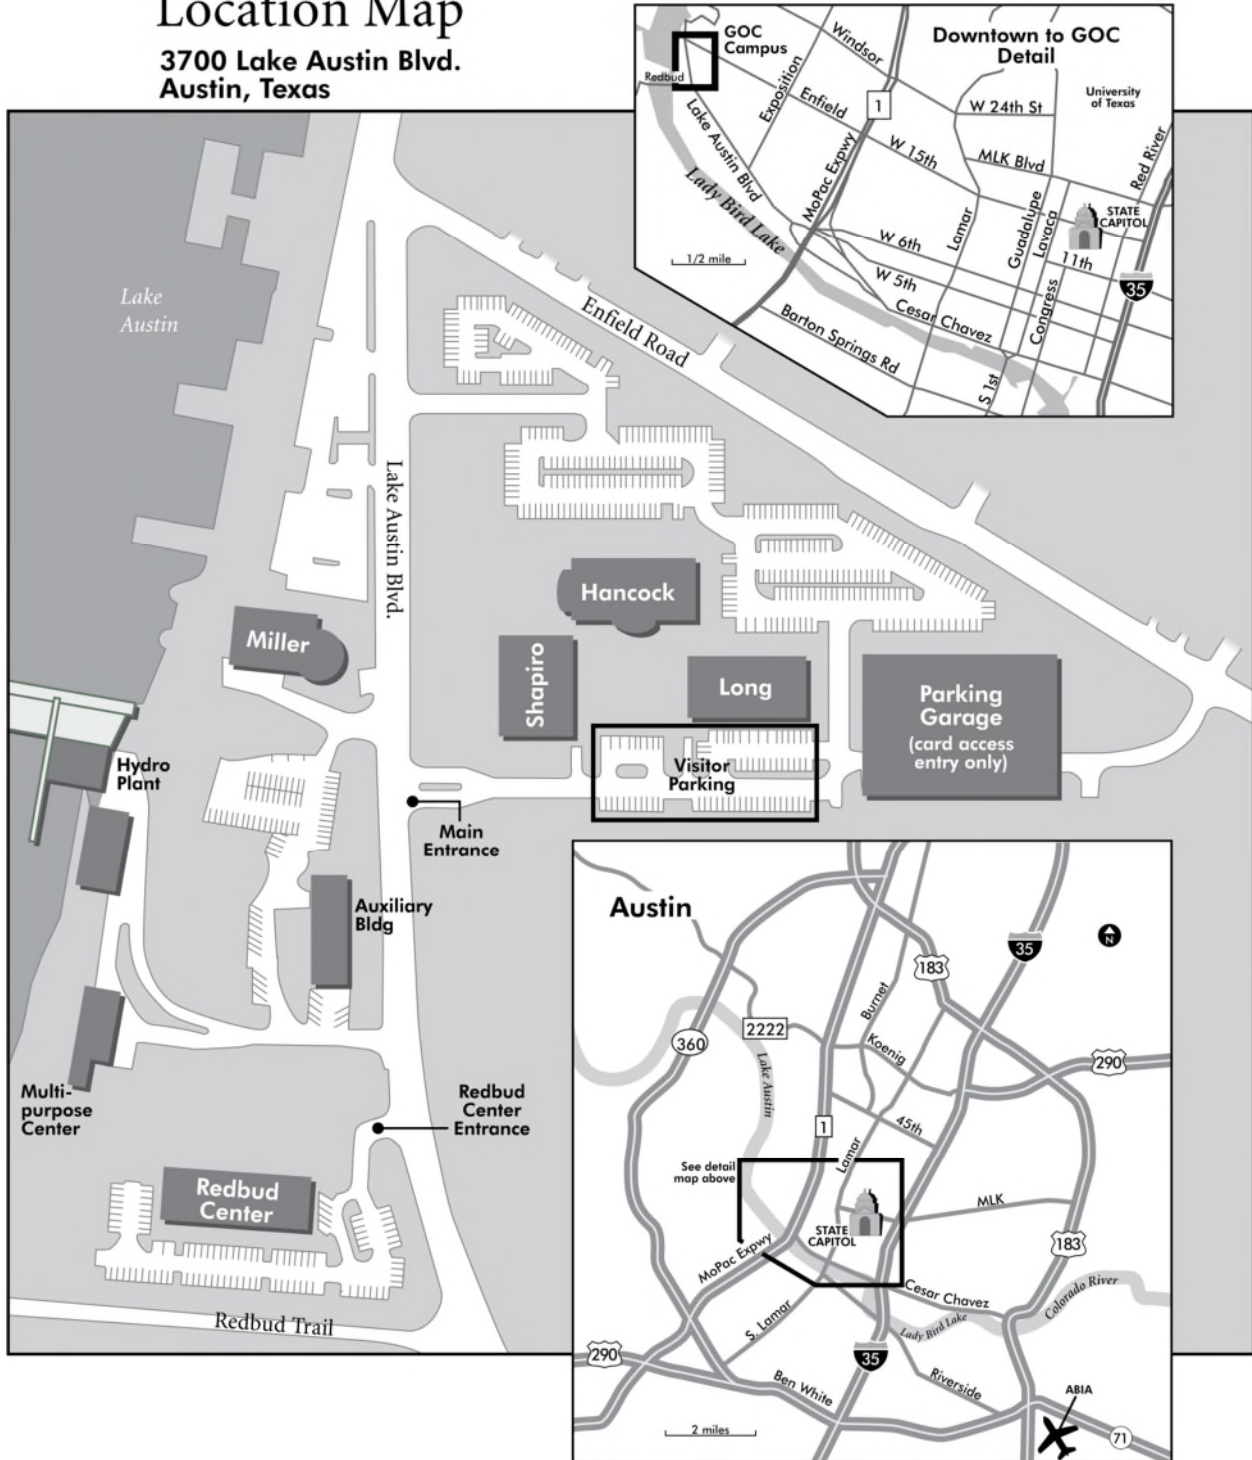 Location Map
3700 Lake Austin Blvd.
Austin, Texas
GOC
Campus
Redbud
Windsor
Exposition
Enfield
Downtown to GOC
Detail
University
of Texas
1
W 24th St
MLK Blvd
Red River
Lake Austin Blvd
W 15th
MoPac Expwy
Lady Bird Lake
Lamar
Guadalupe
Lavaca
STATE
CAPITOL
11th
1/2 mile
W 6th
W 5th
35
Cesar Chavez
Congress
Barton Springs Rd
S 1st
Lake
Austin
Enfield Road
Lake Austin Blvd.
Hancock
Miller
Shapiro
Long
Parking
Garage
(card access
entry only)
Visitor
Parking
Hydro
Plant
Main
Entrance
Auxiliary
Bldg
Multi-
purpose
Center
Redbud
Center
Entrance
Redbud
Center
Redbud Trail
Austin
N
35
183
Burnet
2222
360
Koenig
290
Lake Austin
1
45th
Lamar
See detail
map above
MLK
STATE
CAPITOL
183
MoPac Expwy
Cesar Chavez
Colorado River
S. Lamar
Lady Bird Lake
290
35
Ben White
Riverside
ABIA
2 miles
71